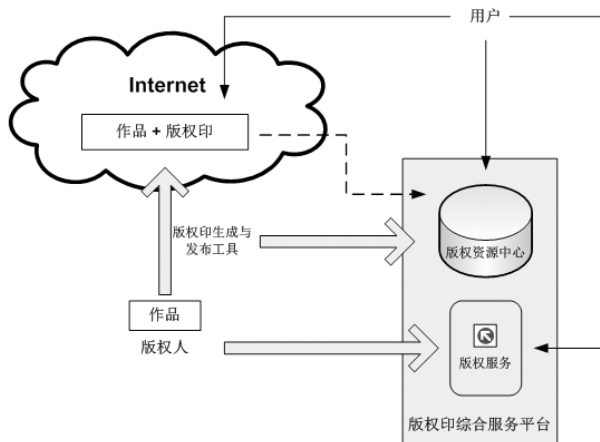 用户
Internet
作品 + 版权印
版权印生成与
发布工具
版权资源中心
作品
版权人
版权服务
版权印综合服务平台